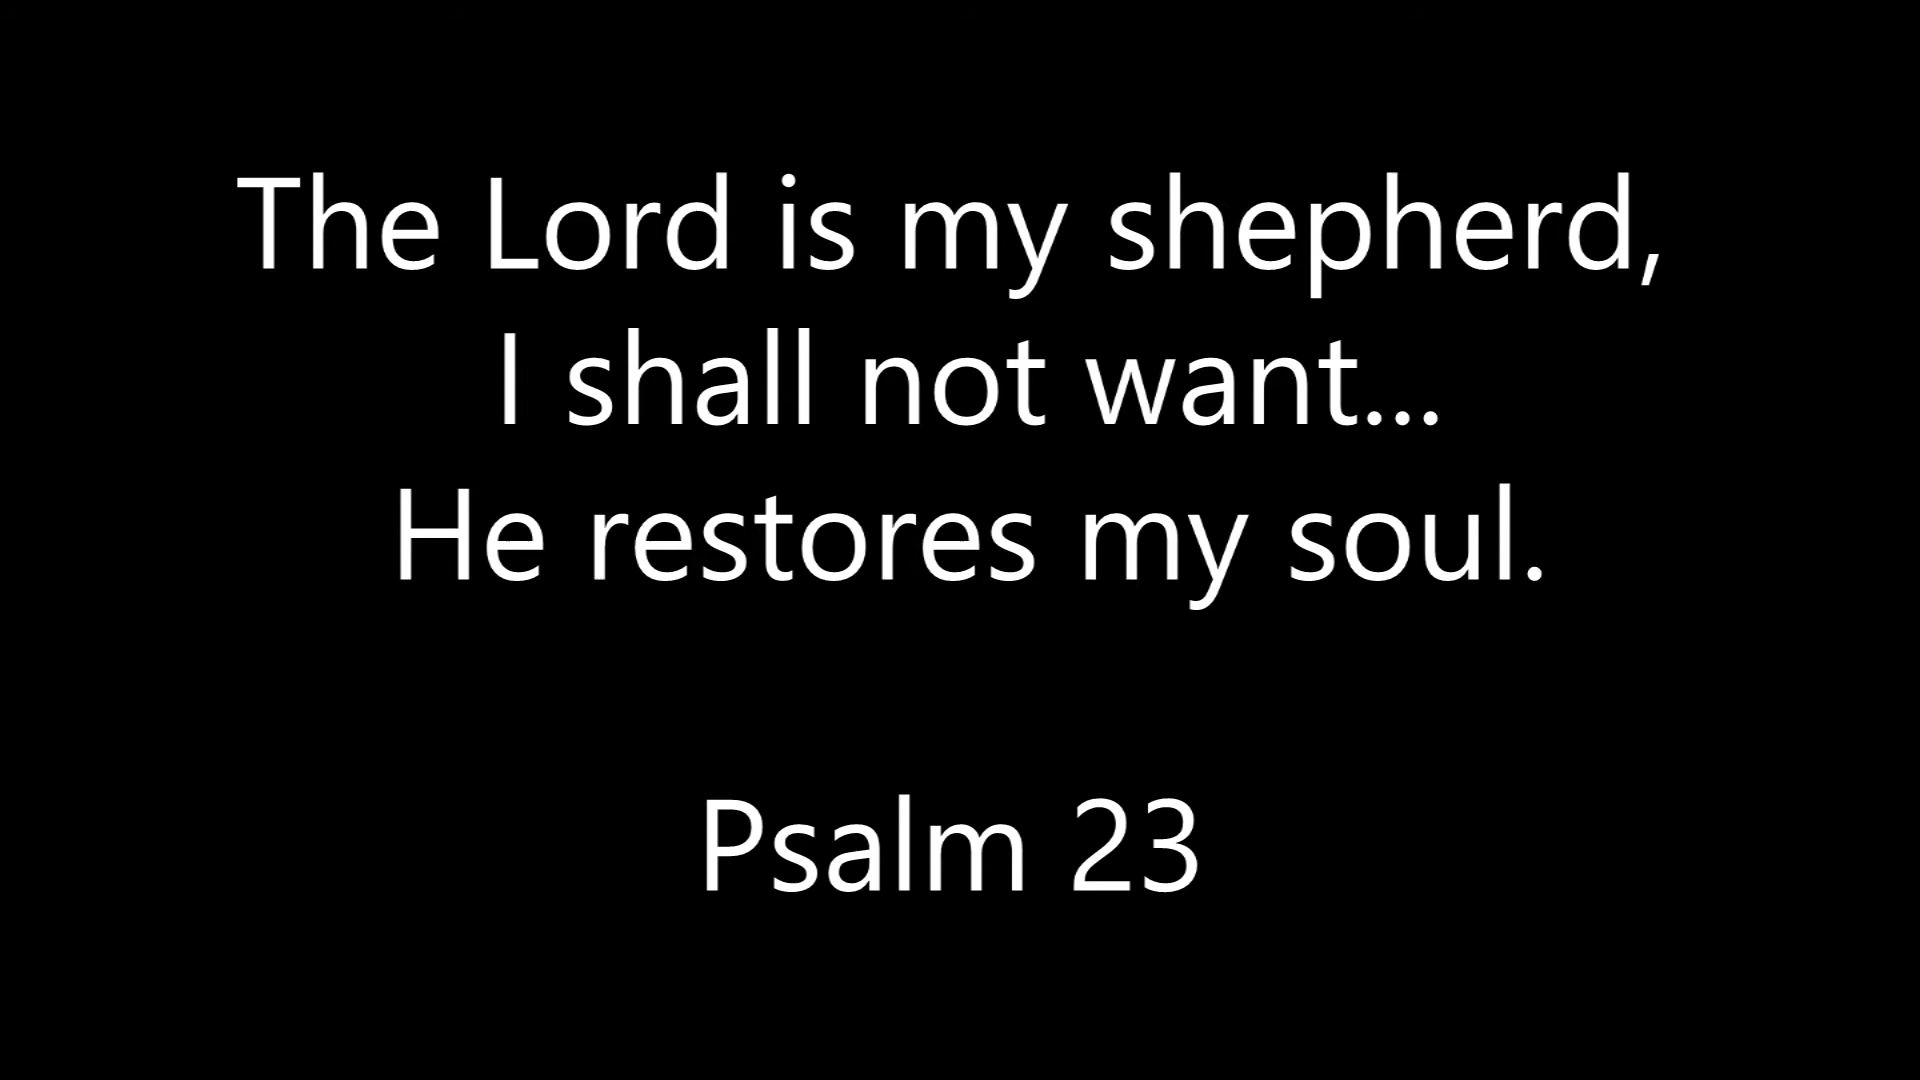 The Lord is my shepherd,
I shall not want...
He restores my soul.
Psalm 23